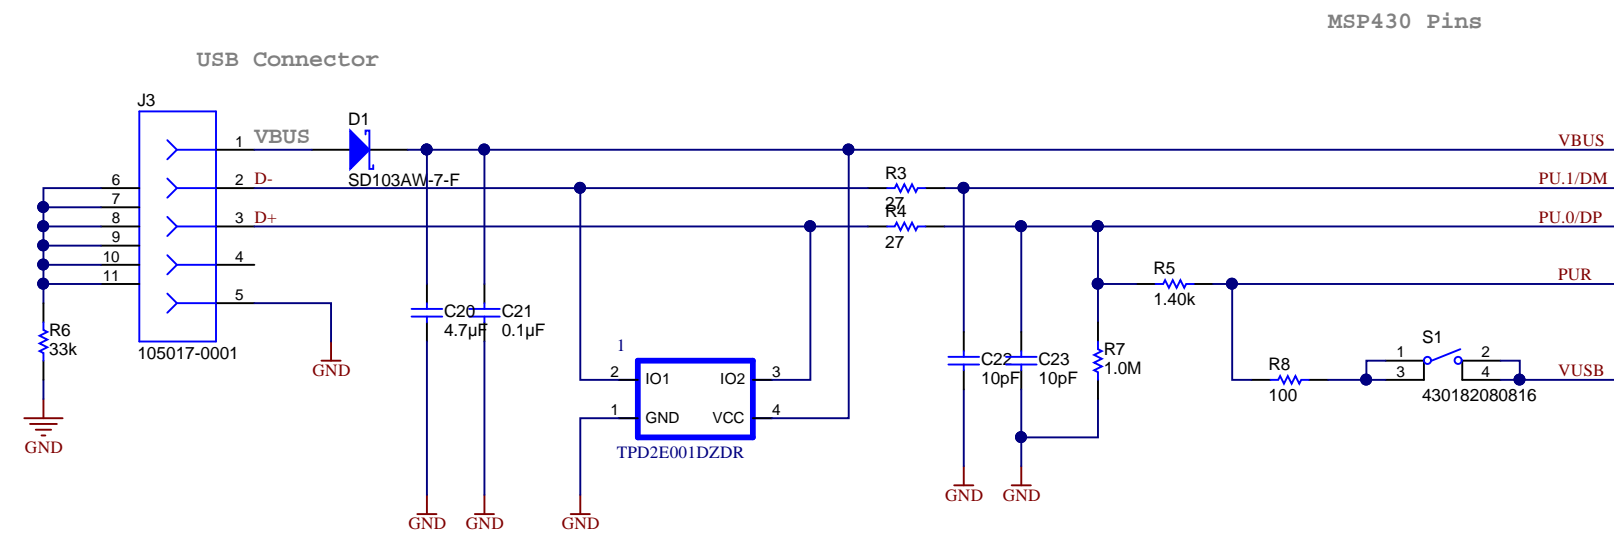 MSP430 Pins
USB Connector
J3
D1
1 VBUS
VBUS
SD103AW-7-F
6
2 D-
R3
27
PU.1/DM
7
8
3 D+
R4
27
PU.0/DP
9
10
4
11
5
R5
1.40k
PUR
R6
33k
105017-0001
GND
C20
4.7µF
C21
0.1µF
1
2 IO1
IO2 3
1 GND
VCC 4
TPD2E001DZDR
C22
10pF
C23
10pF
R7
1.0M
R8
100
S1
1
2
3
4
430182080816
VUSB
GND
GND
GND
GND
GND
GND